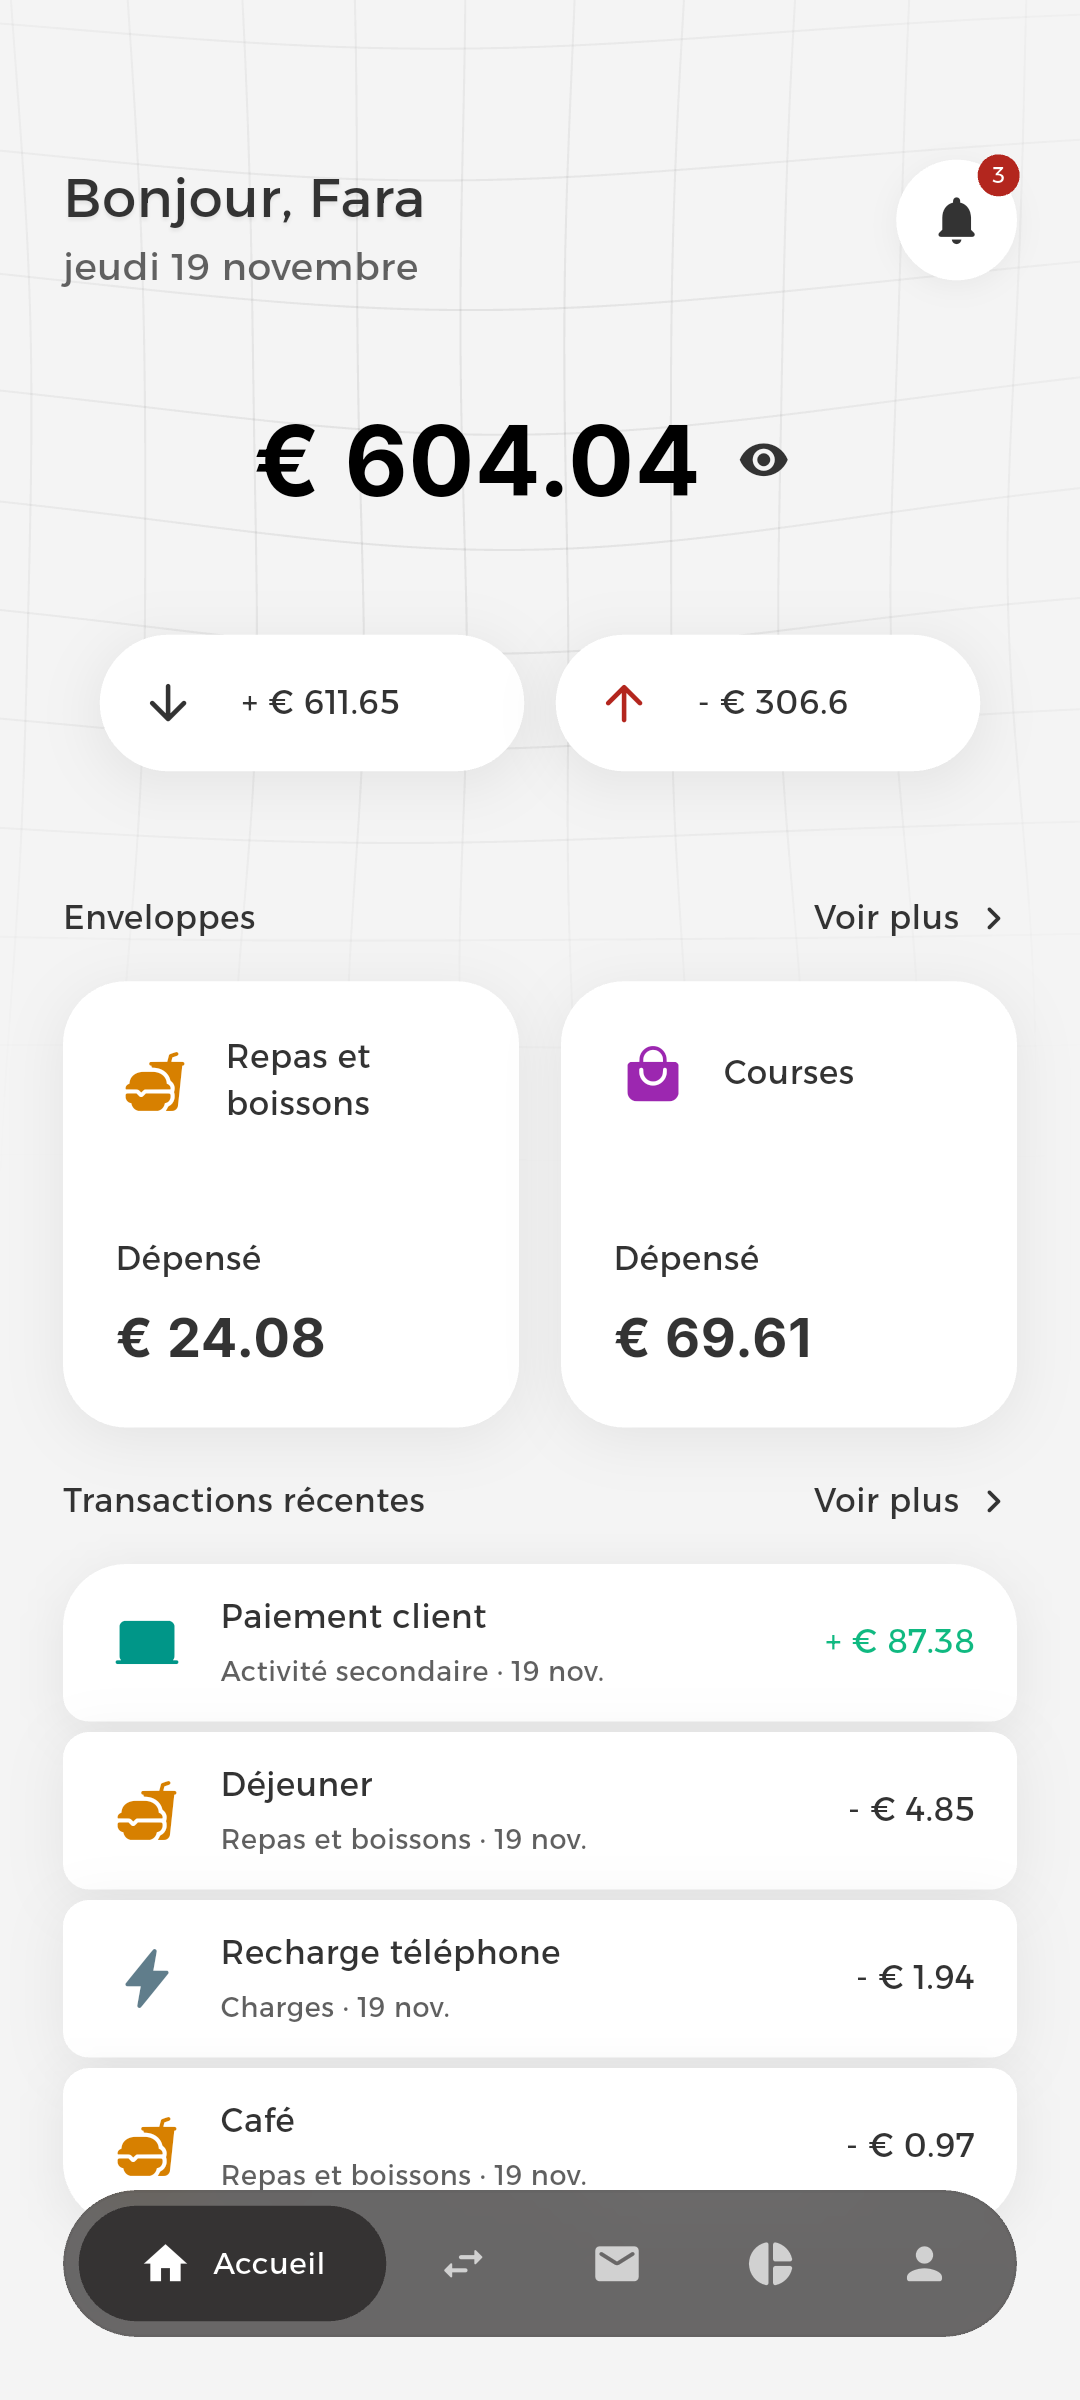 Bonjour, Fara
3
jeudi 19 novembre
€ 604.04
+ € 611.65
- € 306.6
Enveloppes
Voir plus
Repas et
boissons
Courses
Dépensé
€ 24.08
Dépensé
€ 69.61
Transactions récentes
Voir plus
Paiement client
Activité secondaire · 19 nov.
+ € 87.38
Déjeuner
Repas et boissons · 19 nov.
- € 4.85
Recharge téléphone
Charges · 19 nov.
- € 1.94
Café
Repas et boissons · 19 nov.
- € 0.97
Accueil